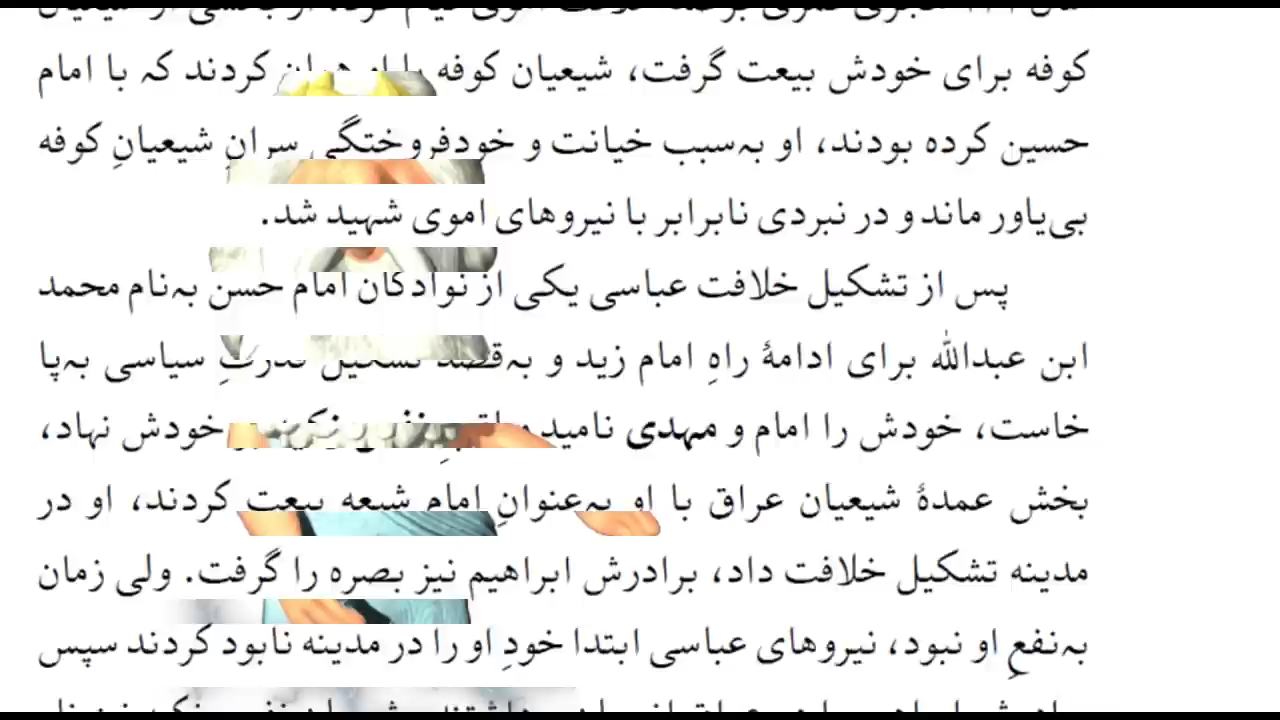 کوفه برای خودش بیعت گرفت، شیعیان کوفه با او همان کردند که با امام
حسین کرده بودند، او به‌سبب خیانت و خودفروختگی سرانِ شیعیانِ کوفه
بی‌یاور ماند و در نبردی نابرابر با نیروهای اموی شهید شد.
پس از تشکیل خلافت عباسی یکی از نوادگان امام حسن به‌نام محمد
ابن عبدالله برای ادامۀ راهِ امام زید و به‌قصد تشکیل قدرتِ سیاسی به‌پا
خاست، خودش را امام و مهدی نامید خودش نهاد،
بخش عمدۀ شیعیان عراق با او به‌عنوانِ امام شیعه بیعت کردند، او در
مدینه تشکیل خلافت داد، برادرش ابراهیم نیز بصره را گرفت. ولی زمان
به‌نفعِ او نبود، نیروهای عباسی ابتدا خودِ او را در مدینه نابود کردند سپس